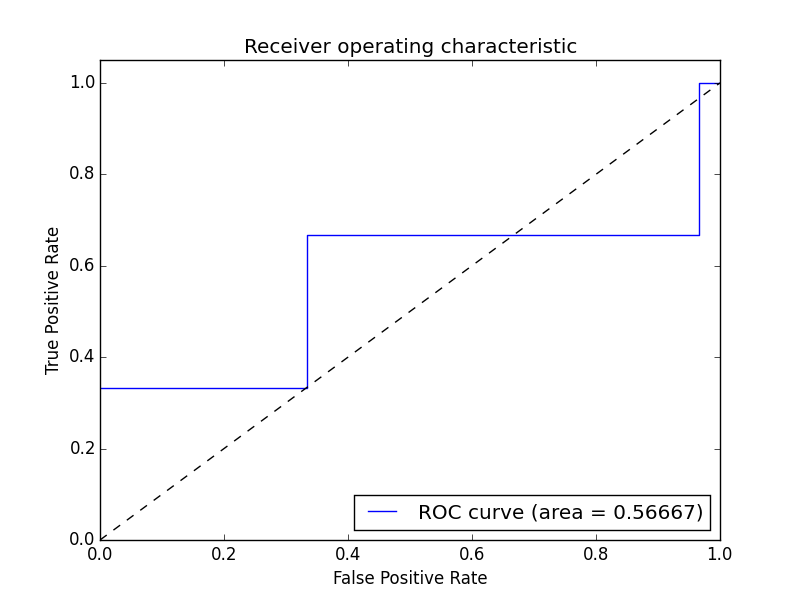 Receiver operating characteristic
1.0
0.8
0.6
0.4
0.2
0.0
True Positive Rate
ROC curve (area = 0.56667)
0.0 0.2 0.4 0.6 0.8 1.0
False Positive Rate